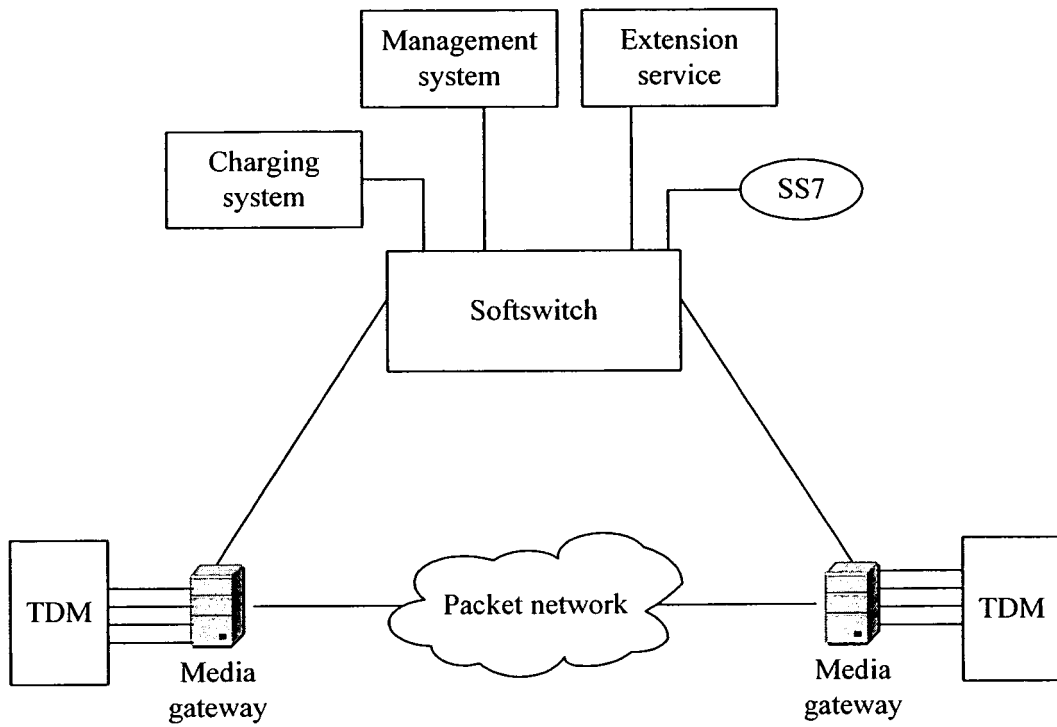 Management
system
Extension
service
Charging
system
SS7
Softswitch
TDM
Packet network
TDM
Media
gateway
Media
gateway